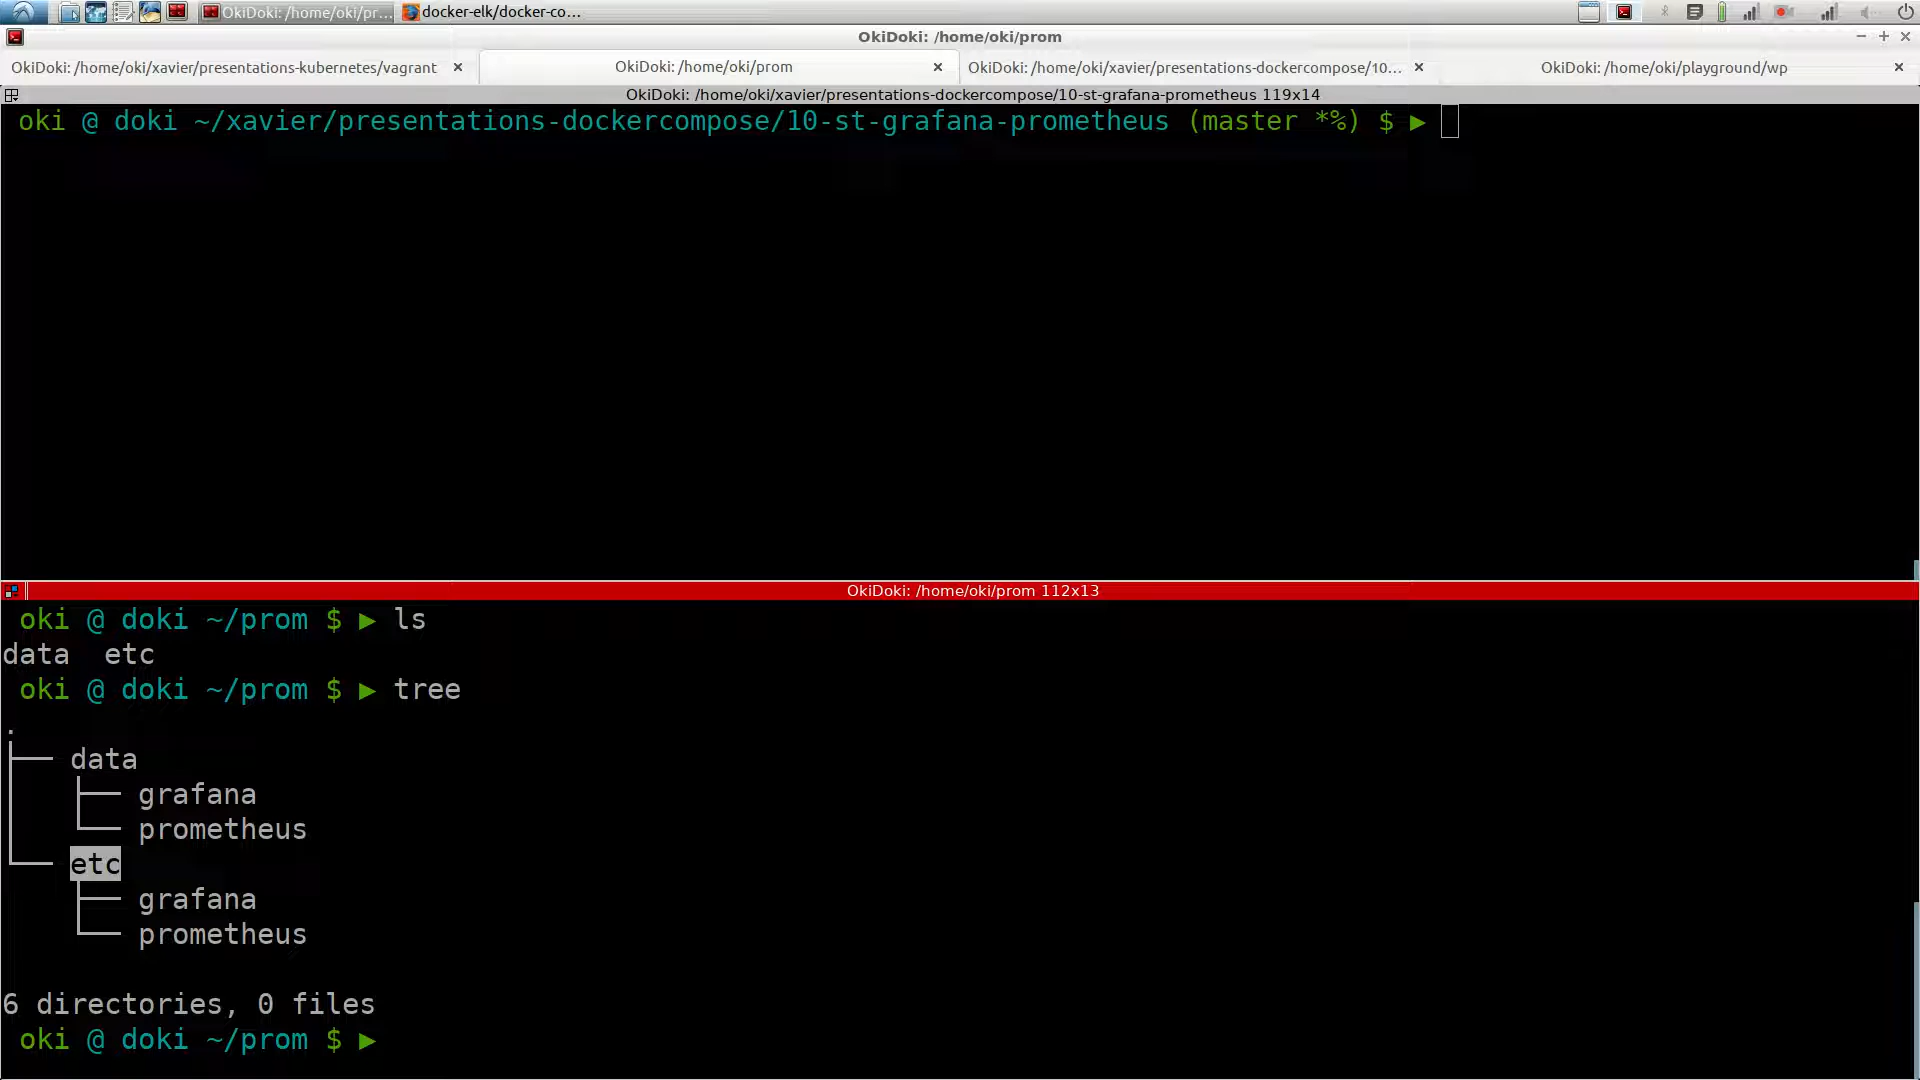 OkiDoki: /home/oki/pr...
docker-elk/docker-co...
OkiDoki: /home/oki/prom
OkiDoki: /home/oki/xavier/presentations-kubernetes/vagrant
OkiDoki: /home/oki/prom
OkiDoki: /home/oki/xavier/presentations-dockercompose/10...
OkiDoki: /home/oki/playground/wp
OkiDoki: /home/oki/xavier/presentations-dockercompose/10-st-grafana-prometheus 119x14
oki @ doki ~/xavier/presentations-dockercompose/10-st-grafana-prometheus (master *%) $ ▶
OkiDoki: /home/oki/prom 112x13
oki @ doki ~/prom $ ▶ ls
data etc
oki @ doki ~/prom $ ▶ tree
.
├── data
│   ├── grafana
│   └── prometheus
└── etc
    ├── grafana
    └── prometheus
6 directories, 0 files
oki @ doki ~/prom $ ▶